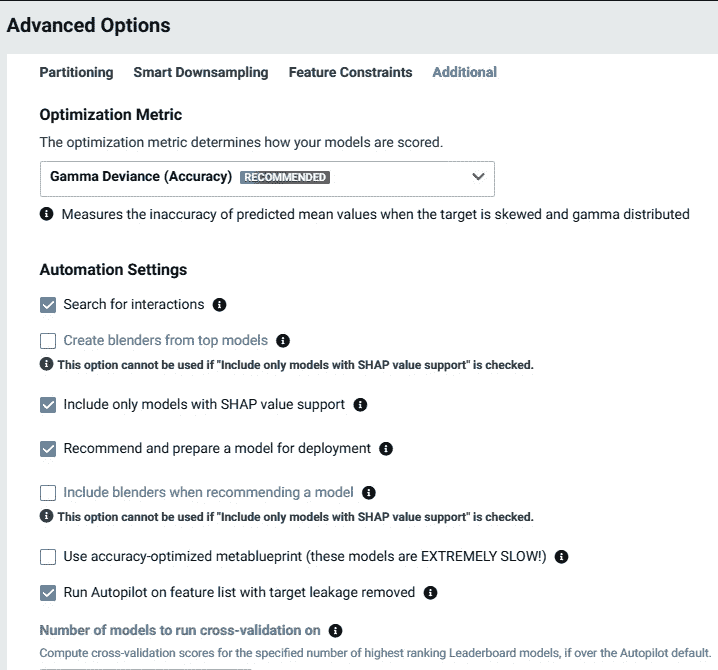 Advanced Options
Partitioning Smart Downsampling Feature Constraints Additional
Optimization Metric
The optimization metric determines how your models are scored.
Gamma Deviance (Accuracy) RECOMMENDED
Measures the inaccuracy of predicted mean values when the target is skewed and gamma distributed
Automation Settings
Search for interactions
Create blenders from top models
This option cannot be used if "Include only models with SHAP value support" is checked.
Include only models with SHAP value support
Recommend and prepare a model for deployment
Include blenders when recommending a model
This option cannot be used if "Include only models with SHAP value support" is checked.
Use accuracy-optimized metablueprint (these models are EXTREMELY SLOW!)
Run Autopilot on feature list with target leakage removed
Number of models to run cross-validation on
Compute cross-validation scores for the specified number of highest ranking Leaderboard models, if over the Autopilot default.